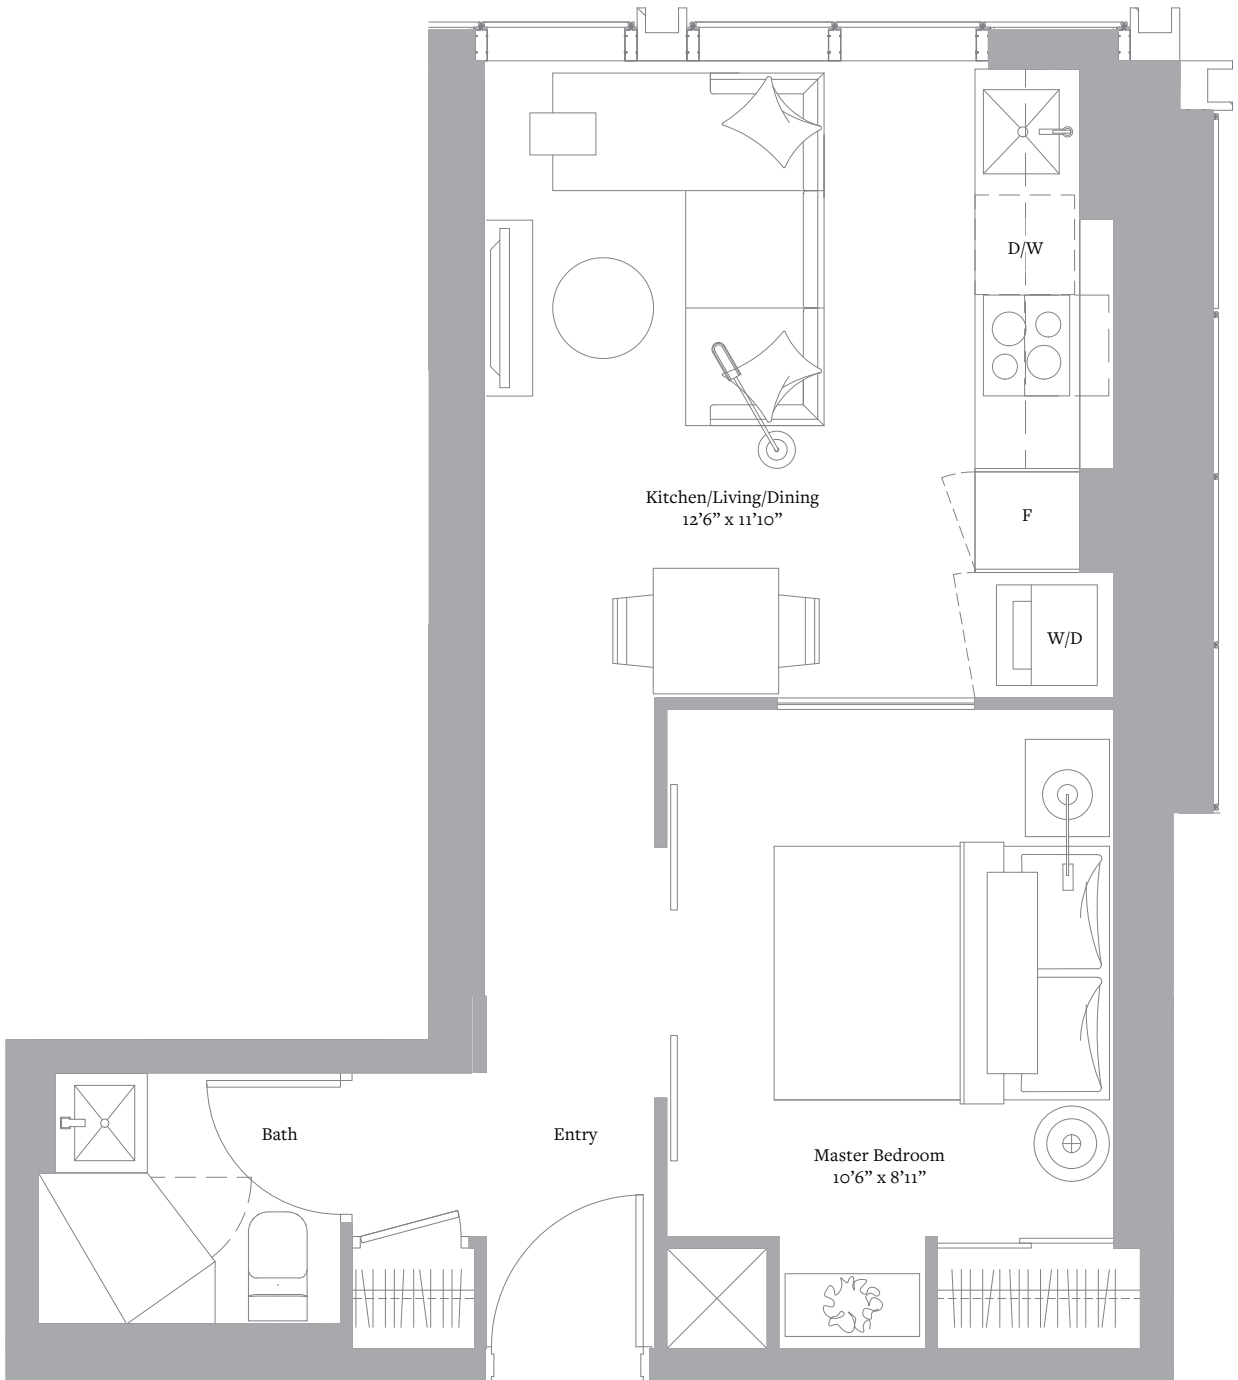 D/W
Kitchen/Living/Dining
12’6” x 11’10”
F
W/D
Bath
Entry
Master Bedroom
10’6” x 8’11”